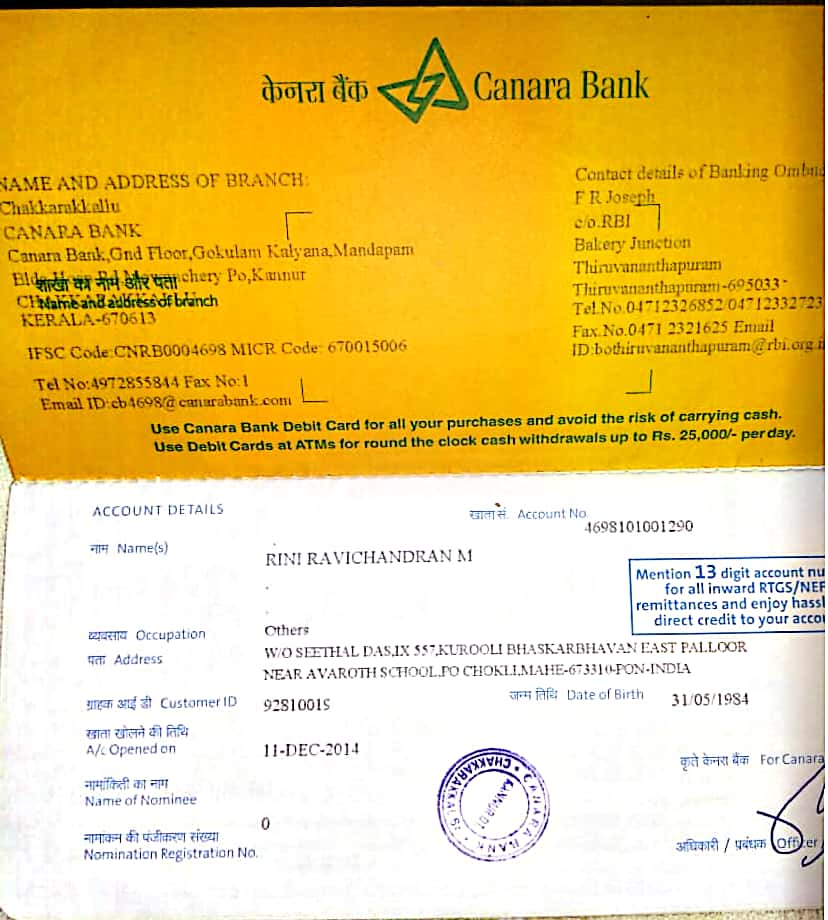 केनरा बैंक Canara Bank
NAME AND ADDRESS OF BRANCH:
Chakkarakkallu
CANARA BANK
Canara Bank,Gnd Floor,Gokulam Kalyana,Mandapam
Po,Kannur
शाखा का नाम और पता
Name and address of branch
KERALA-670613
IFSC Code:CNRB0004698 MICR Code: 670015006
Tel No:4972855844 Fax No:1
Email ID:cb4698@canarabank.com
Contact details of Banking Ombud
F R Joseph
c/o.RBI
Bakery Junction
Thiruvananthapuram
Thiruvananthapuram-695033-
Tel.No.04712326852/04712332723
Fax.No.0471 2321625 Email
ID:bothiruvananthapuram@rbi.org.i
Use Canara Bank Debit Card for all your purchases and avoid the risk of carrying cash.
Use Debit Cards at ATMs for round the clock cash withdrawals up to Rs. 25,000/- per day.
ACCOUNT DETAILS
खाता सं. Account No.
4698101001290
नाम Name(s)
RINI RAVICHANDRAN M
Mention 13 digit account nu
for all inward RTGS/NEF
remittances and enjoy hassl
direct credit to your accou
व्यवसाय Occupation
Others
पता Address
W/O SEETHAL DAS,IX 557,KUROOLI BHASKARBHAVAN EAST PALLOOR
NEAR AVAROTH SCHOOL,PO CHOKLI,MAHE-673310-PON-INDIA
ग्राहक आई डी Customer ID
92810019
जन्म तिथि Date of Birth
31/05/1984
खाता खोलने की तिथि
A/c Opened on
11-DEC-2014
नामांकिती का नाम
Name of Nominee
नामांकन की पंजीकरण संख्या
Nomination Registration No.
0
CANARA BANK
CHAKKARAKKAL
कृते केनरा बैंक For Canara
अधिकारी / प्रबंधक Officer